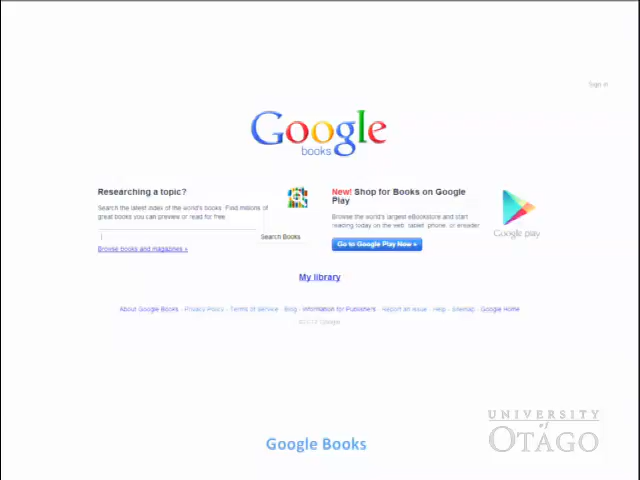 Sign in
Google
books
Researching a topic?
Search the latest index of the world's books. Find millions of
great books you can preview or read for free.
Search Books
Browse books and magazines »
New! Shop for Books on Google
Play
Browse the world's largest eBookstore and start
reading today on the web, tablet, phone, or ereader.
Go to Google Play Now »
Google play
My library
About Google Books - Privacy Policy - Terms of Service - Blog - Information for Publishers - Report an issue - Help - Sitemap - Google Home
Google Books
UNIVERSITY
of
OTAGO